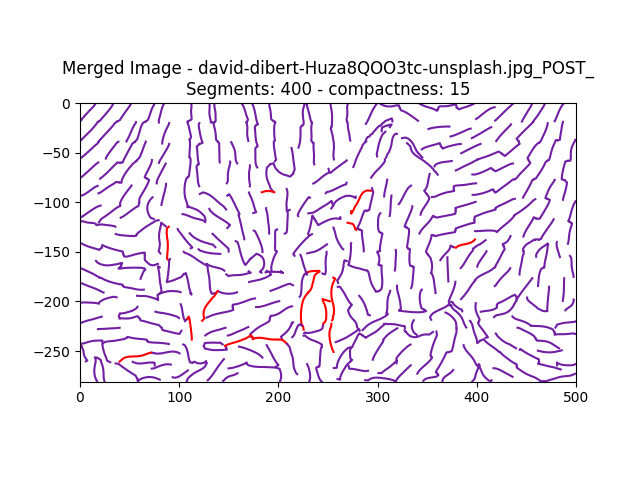 Merged Image - david-dibert-Huza8QOO3tc-unsplash.jpg_POST_
Segments: 400 - compactness: 15
0
−50
−100
−150
−200
−250
0 100 200 300 400 500